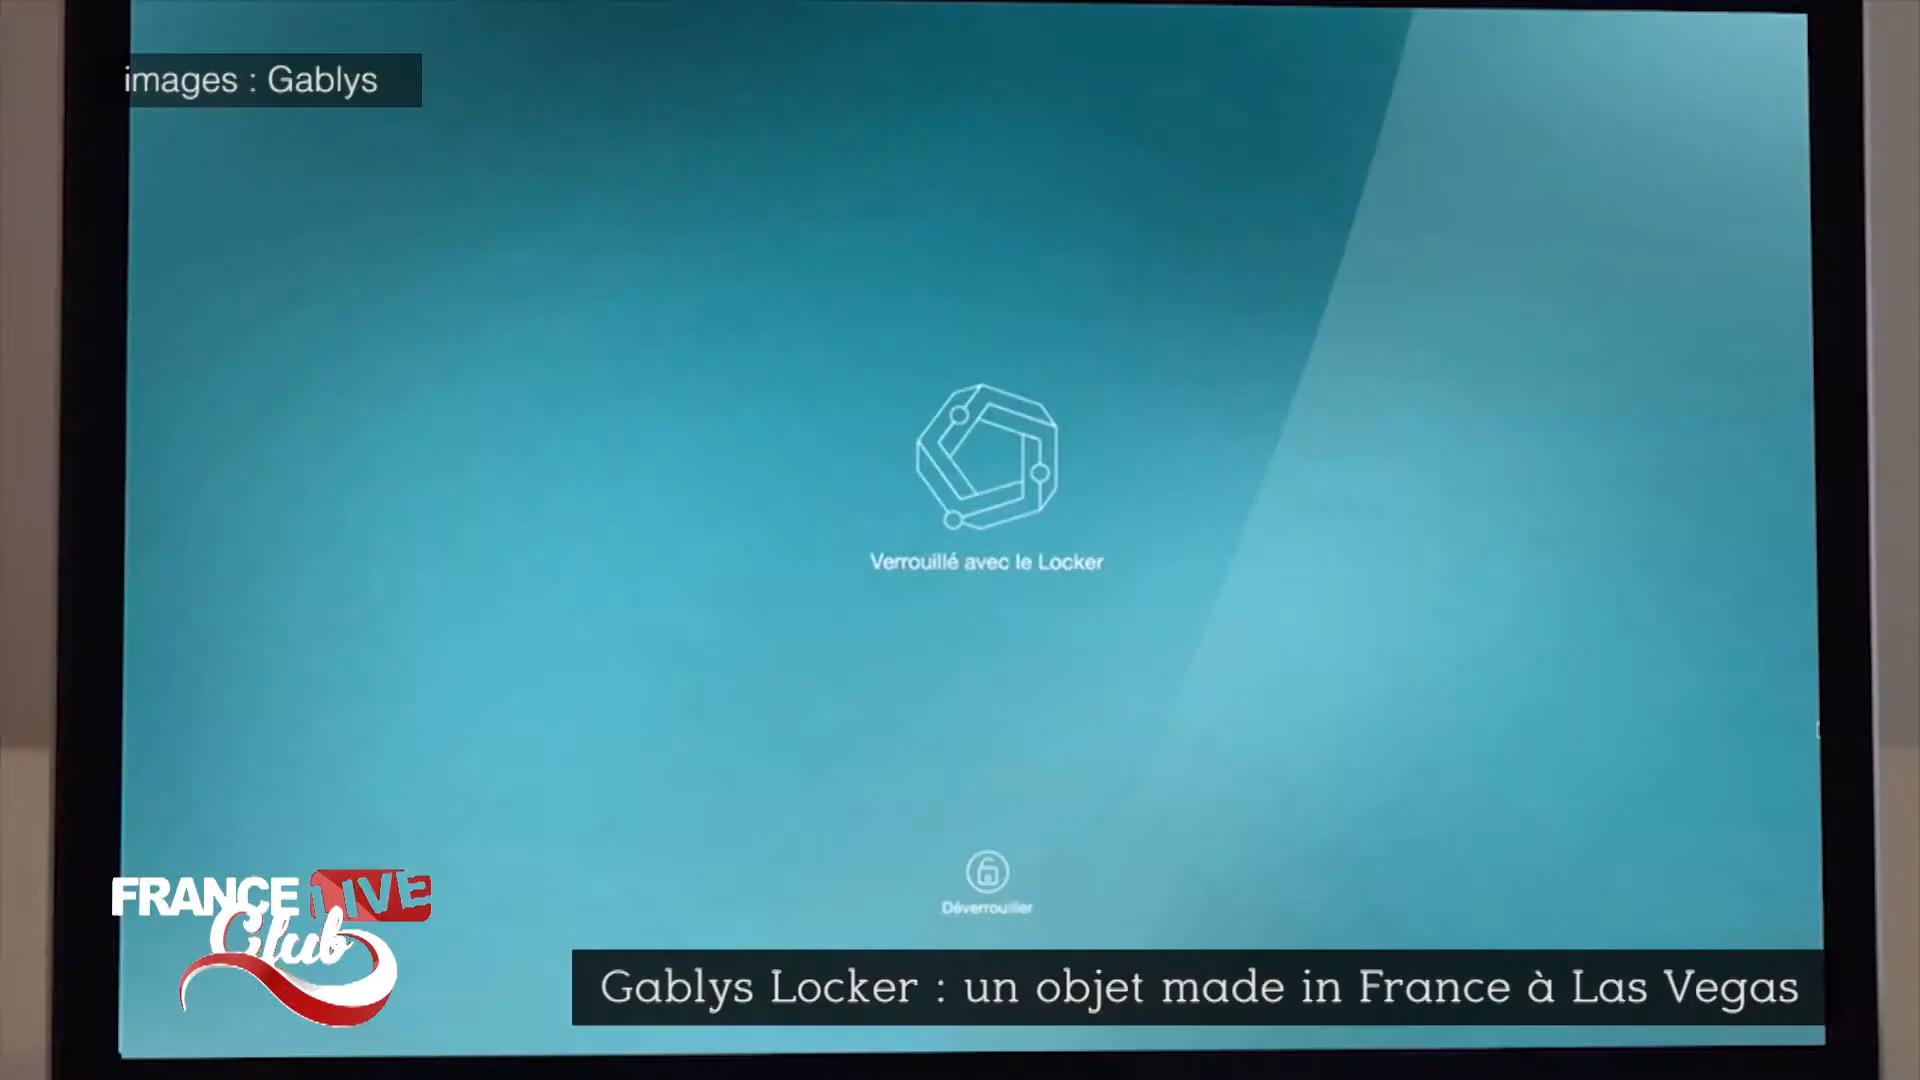 images : Gablys
Verrouillé avec le Locker
Déverrouiller
FRANCE LIVE
Club
Gablys Locker : un objet made in France à Las Vegas